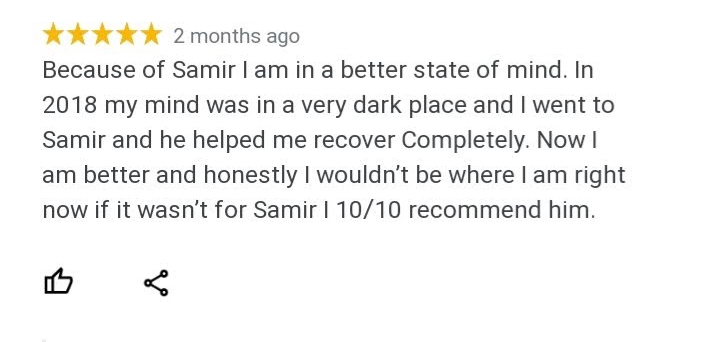 2 months ago
Because of Samir I am in a better state of mind. In
2018 my mind was in a very dark place and I went to
Samir and he helped me recover Completely. Now I
am better and honestly I wouldn't be where I am right
now if it wasn't for Samir I 10/10 recommend him.